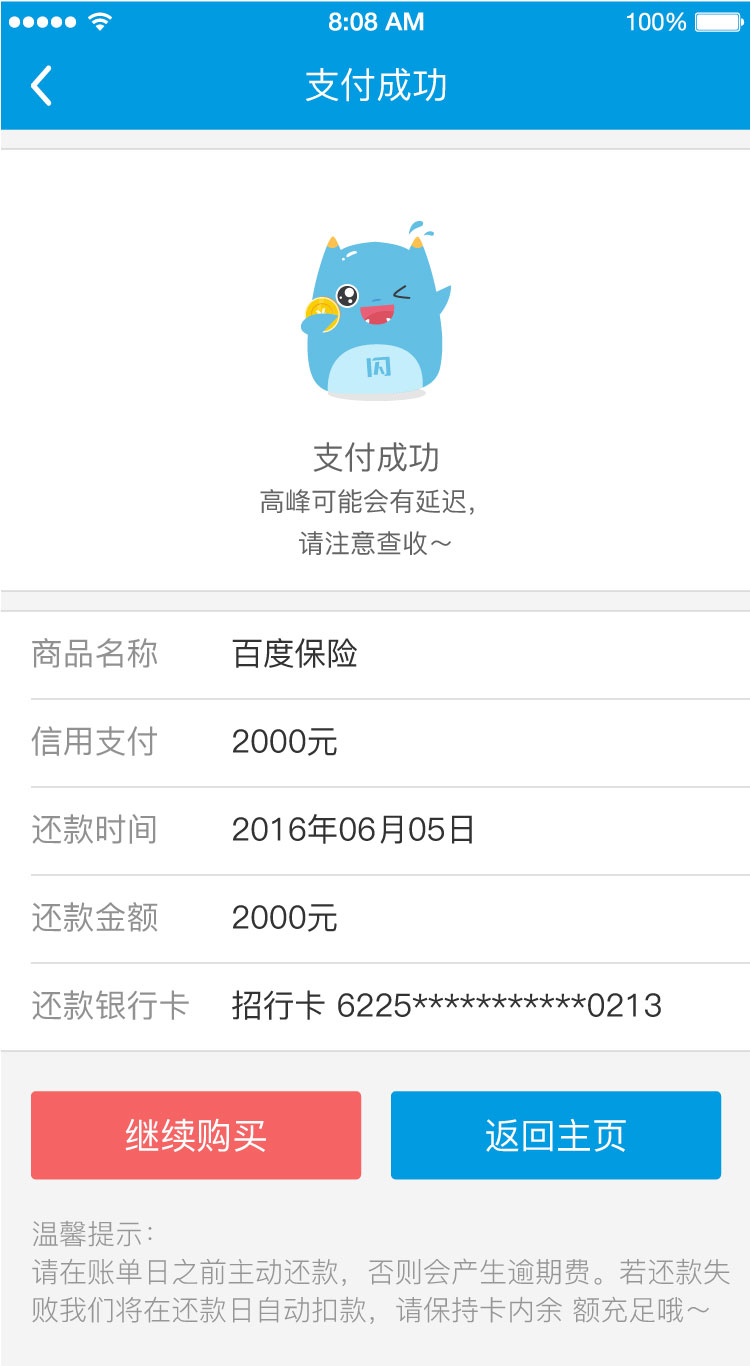 8:08 AM 100%
支付成功
闪
支付成功
高峰可能会有延迟，
请注意查收～
商品名称 百度保险
信用支付 2000元
还款时间 2016年06月05日
还款金额 2000元
还款银行卡 招行卡 6225***********0213
继续购买 返回主页
温馨提示：
请在账单日之前主动还款，否则会产生逾期费。若还款失
败我们将在还款日自动扣款，请保持卡内余 额充足哦～